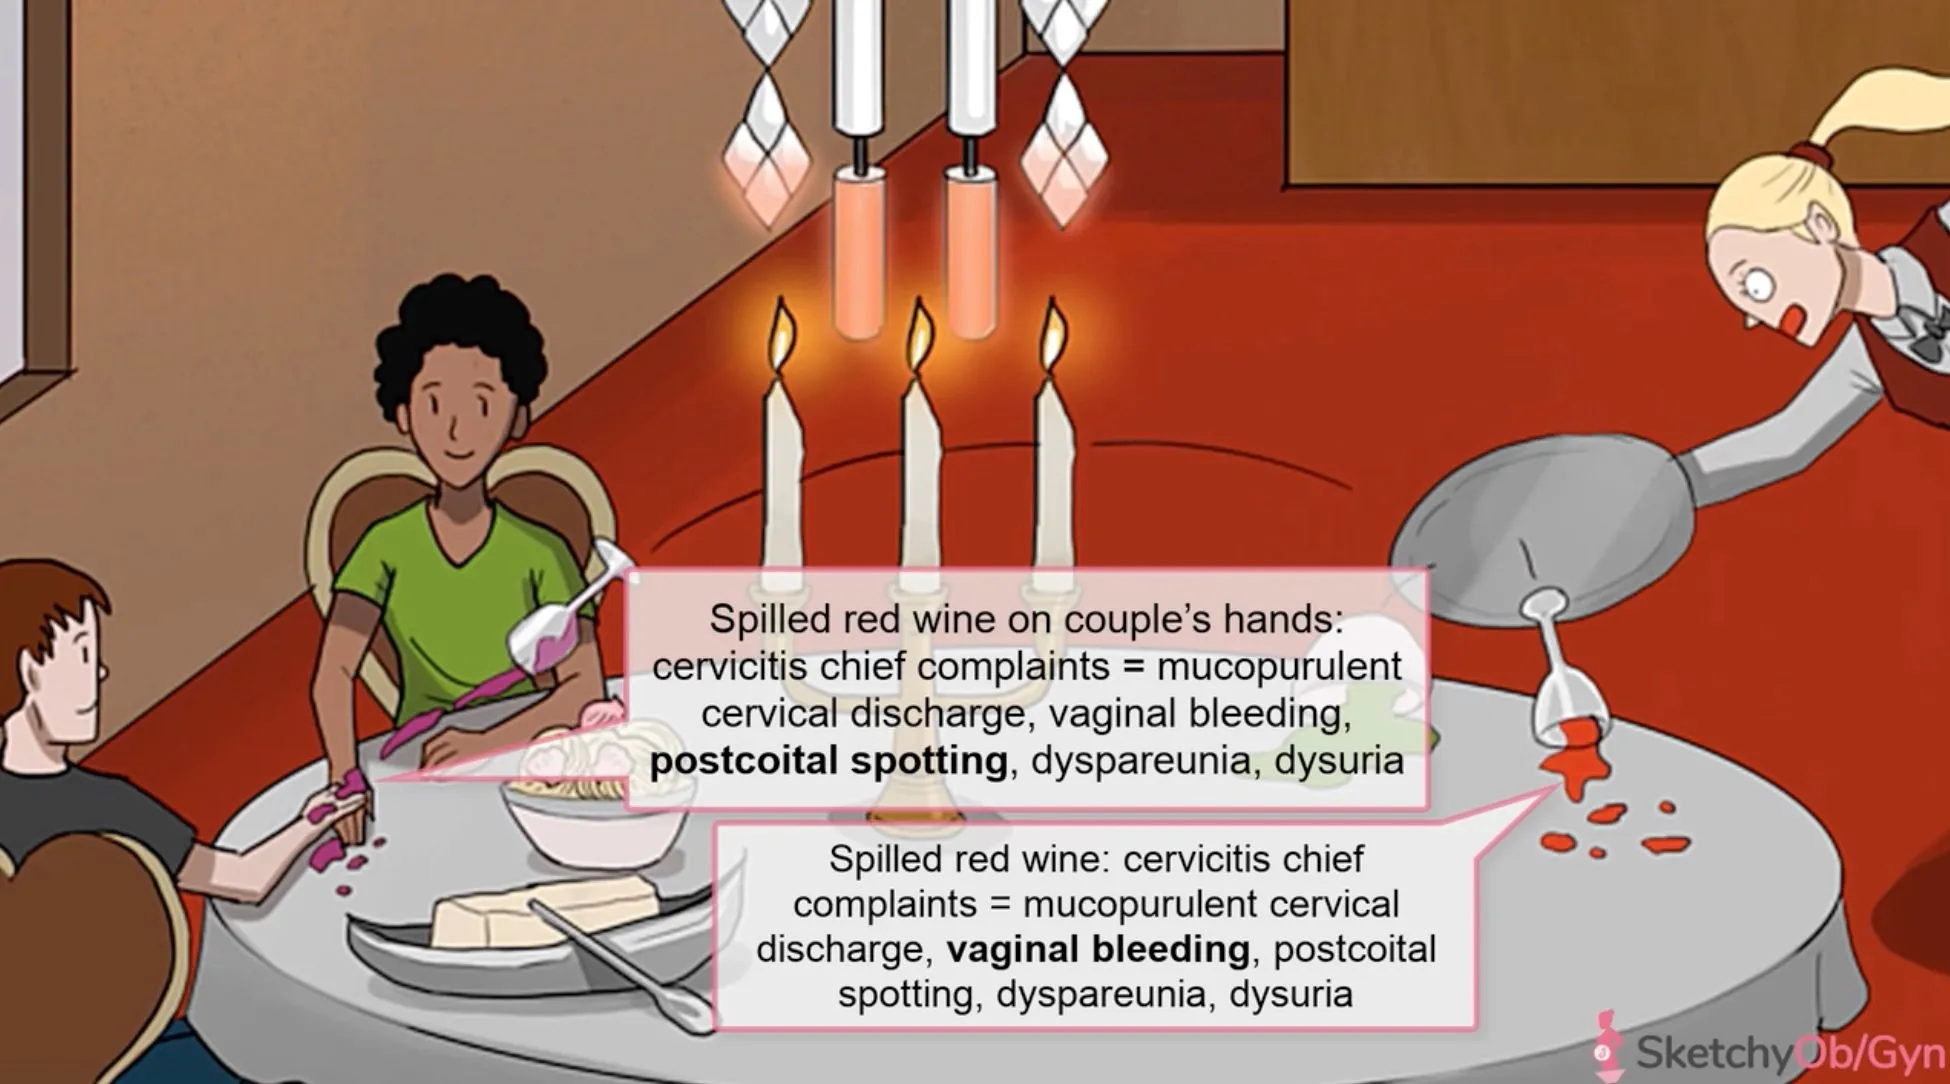 Spilled red wine on couple’s hands:
cervicitis chief complaints = mucopurulent
cervical discharge, vaginal bleeding,
postcoital spotting, dyspareunia, dysuria
Spilled red wine: cervicitis chief
complaints = mucopurulent cervical
discharge, vaginal bleeding, postcoital
spotting, dyspareunia, dysuria
SketchyOb/Gyn